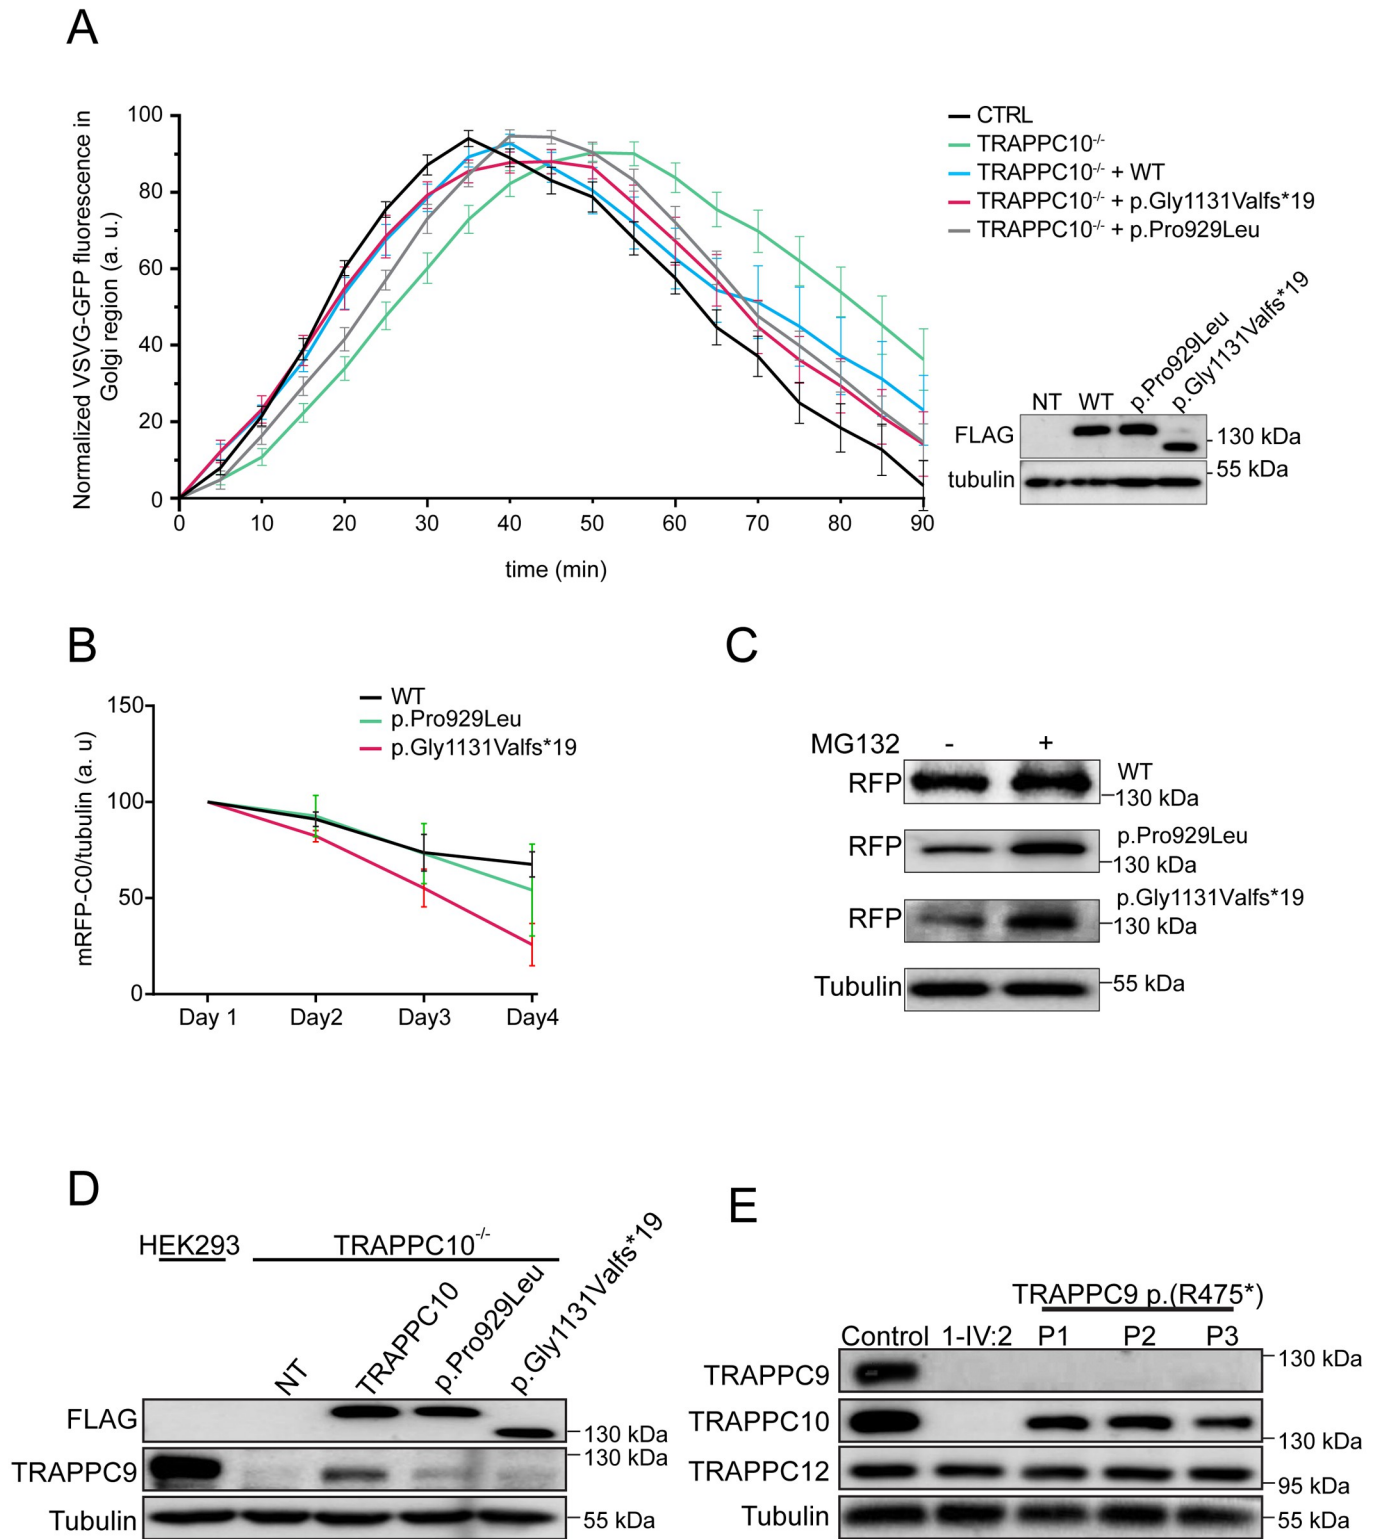 A
Normalized VSVG-GFP fluorescence in
Golgi region (a. u.)
100
80
60
40
20
0
0 10 20 30 40 50 60 70 80 90
time (min)
CTRL
TRAPPC10-/-
TRAPPC10-/- + WT
TRAPPC10-/- + p.Gly1131Valfs*19
TRAPPC10-/- + p.Pro929Leu
NT WT p.Pro929Leu p.Gly1131Valfs*19
FLAG 130 kDa
tubulin 55 kDa
B
mRFP-C0/tubulin (a. u)
150
100
50
0
Day 1 Day2 Day3 Day4
WT
p.Pro929Leu
p.Gly1131Valfs*19
C
MG132 - +
RFP WT
130 kDa
RFP p.Pro929Leu
130 kDa
RFP p.Gly1131Valfs*19
130 kDa
Tubulin 55 kDa
D
HEK293 TRAPPC10-/-
NT TRAPPC10 p.Pro929Leu p.Gly1131Valfs*19
FLAG 130 kDa
TRAPPC9 130 kDa
Tubulin 55 kDa
E
TRAPPC9 p.(R475*)
Control 1-IV:2 P1 P2 P3
TRAPPC9 130 kDa
TRAPPC10 130 kDa
TRAPPC12 95 kDa
Tubulin 55 kDa